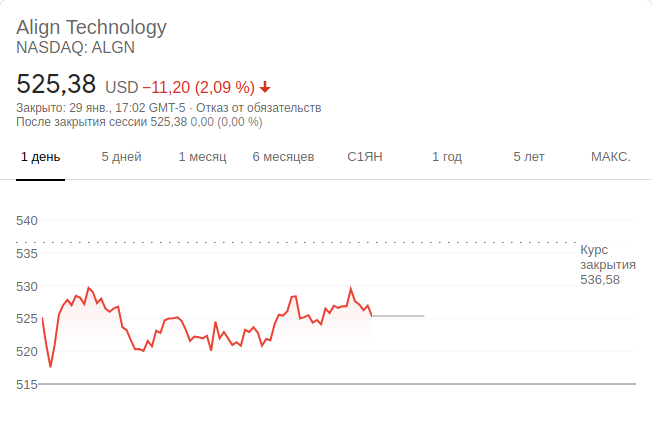 Align Technology
NASDAQ: ALGN
525,38 USD −11,20 (2,09 %)
Закрыто: 29 янв., 17:02 GMT-5 · Отказ от обязательств
После закрытия сессии 525,38 0,00 (0,00 %)
1 день 5 дней 1 месяц 6 месяцев С1ЯН 1 год 5 лет МАКС.
540
535
530
525
520
515
Курс
закрытия
536,58